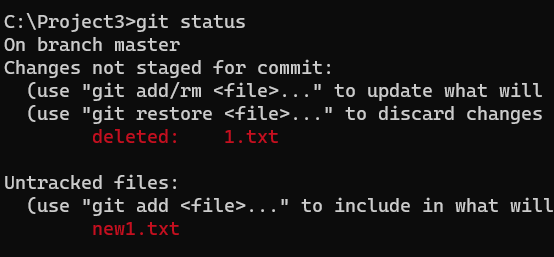 C:\Project3>git status
On branch master
Changes not staged for commit:
(use "git add/rm <file>..." to update what will
(use "git restore <file>..." to discard changes
deleted: 1.txt
Untracked files:
(use "git add <file>..." to include in what will
new1.txt